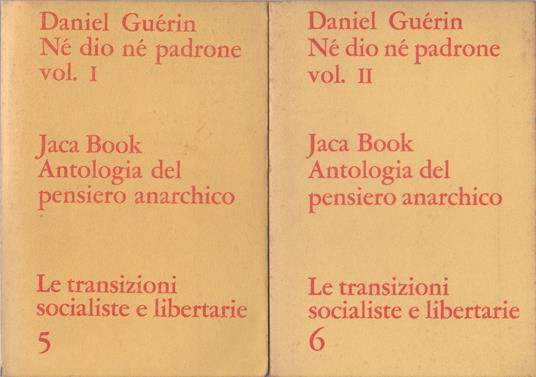 Daniel Guérin
Né dio né padrone
vol. I
Jaca Book
Antologia del
pensiero anarchico
Le transizioni
socialiste e libertarie
5
Daniel Guérin
Né dio né padrone
vol. II
Jaca Book
Antologia del
pensiero anarchico
Le transizioni
socialiste e libertarie
6